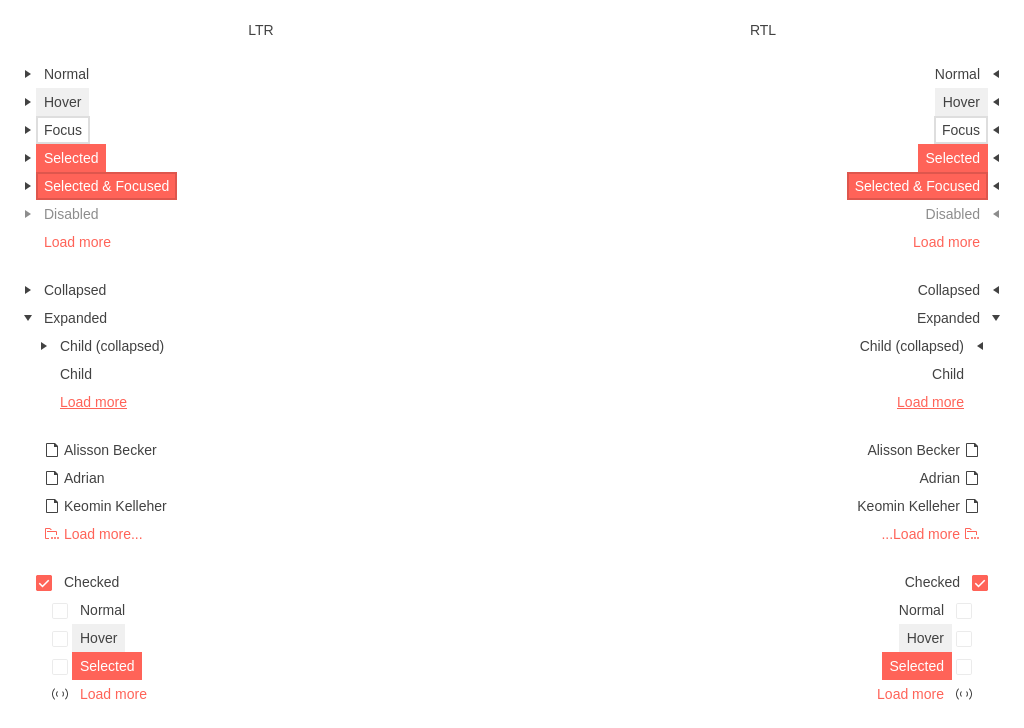 LTR
Normal
Hover
Focus
Selected
Selected & Focused
Disabled
Load more
Collapsed
Expanded
Child (collapsed)
Child
Load more
Alisson Becker
Adrian
Keomin Kelleher
Load more...
Checked
Normal
Hover
Selected
Load more
RTL
Normal
Hover
Focus
Selected
Selected & Focused
Disabled
Load more
Collapsed
Expanded
Child (collapsed)
Child
Load more
Alisson Becker
Adrian
Keomin Kelleher
...Load more
Checked
Normal
Hover
Selected
Load more